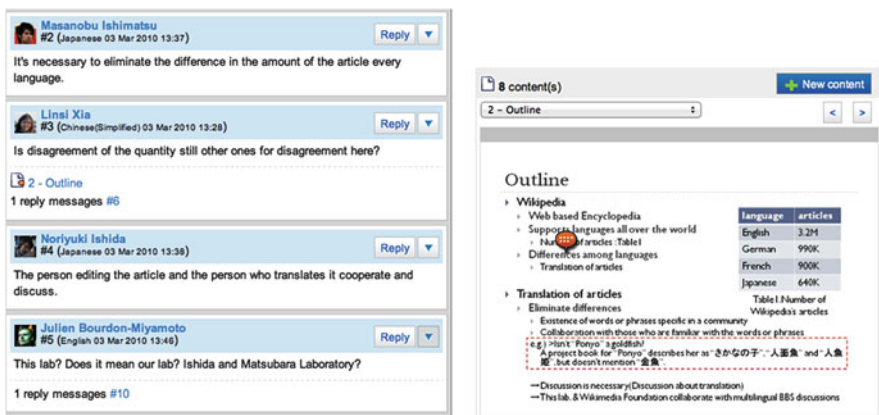 Masanobu Ishimatsu
#2 (Japanese 03 Mar 2010 13:37)
Reply
It's necessary to eliminate the difference in the amount of the article every
language.
Linsi Xia
#3 (Chinese(Simplified) 03 Mar 2010 13:28)
Reply
Is disagreement of the quantity still other ones for disagreement here?
2 - Outline
1 reply messages #6
Noriyuki Ishida
#4 (Japanese 03 Mar 2010 13:38)
Reply
The person editing the article and the person who translates it cooperate and
discuss.
Julien Bourdon-Miyamoto
#5 (English 03 Mar 2010 13:46)
Reply
This lab? Does it mean our lab? Ishida and Matsubara Laboratory?
1 reply messages #10
8 content(s)
New content
2 - Outline
< >
Outline
Wikipedia
Web based Encyclopedia
Supports languages all over the world
of articles :Table1
Differences among languages
Translation of articles
language articles
English 3.2M
German 990K
French 900K
Japanese 640K
Table1.Number of
Wikipedia's articles
Translation of articles
Eliminate differences
Existence of words or phrases specific in a community
Collaboration with those who are familiar with the words or phrases
e.g.) >Isn't "Ponyo" a goldfish?
A project book for "Ponyo" describes her as "さかなの子", "人面魚" and "人魚
姫", but doesn't mention "金魚".
→Discussion is necessary(Discussion about translation)
→This lab. & Wikimedia Foundation collaborate with multilingual BBS discussions